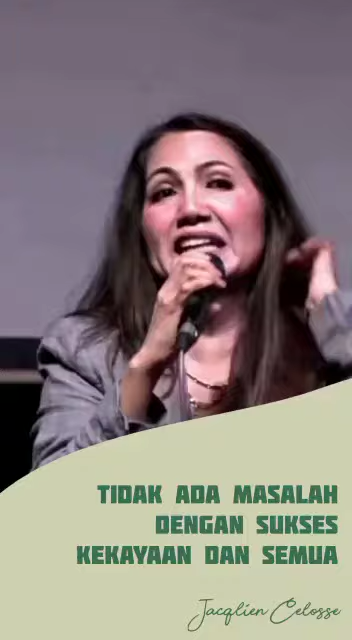 TIDAK ADA MASALAH
DENGAN SUKSES
KEKAYAAN DAN SEMUA
Jacqlien Celosse